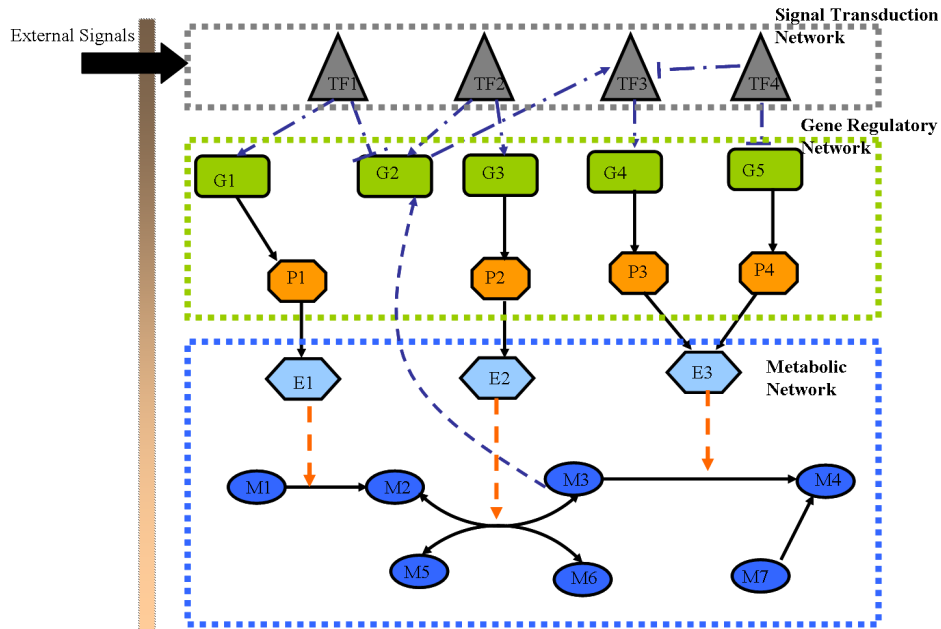 Signal Transduction
Network
External Signals
TF1
TF2
TF3
TF4
Gene Regulatory
Network
G1
G2
G3
G4
G5
P1
P2
P3
P4
E1
E2
E3
Metabolic
Network
M1
M2
M3
M4
M5
M6
M7